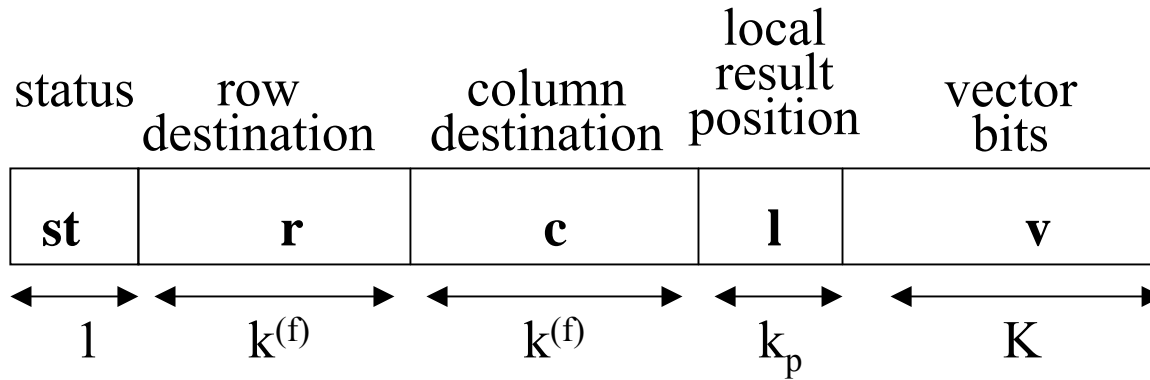 status
row
destination
column
destination
local
result
position
vector
bits
st
r
c
l
v
1
k(f)
k(f)
kp
K